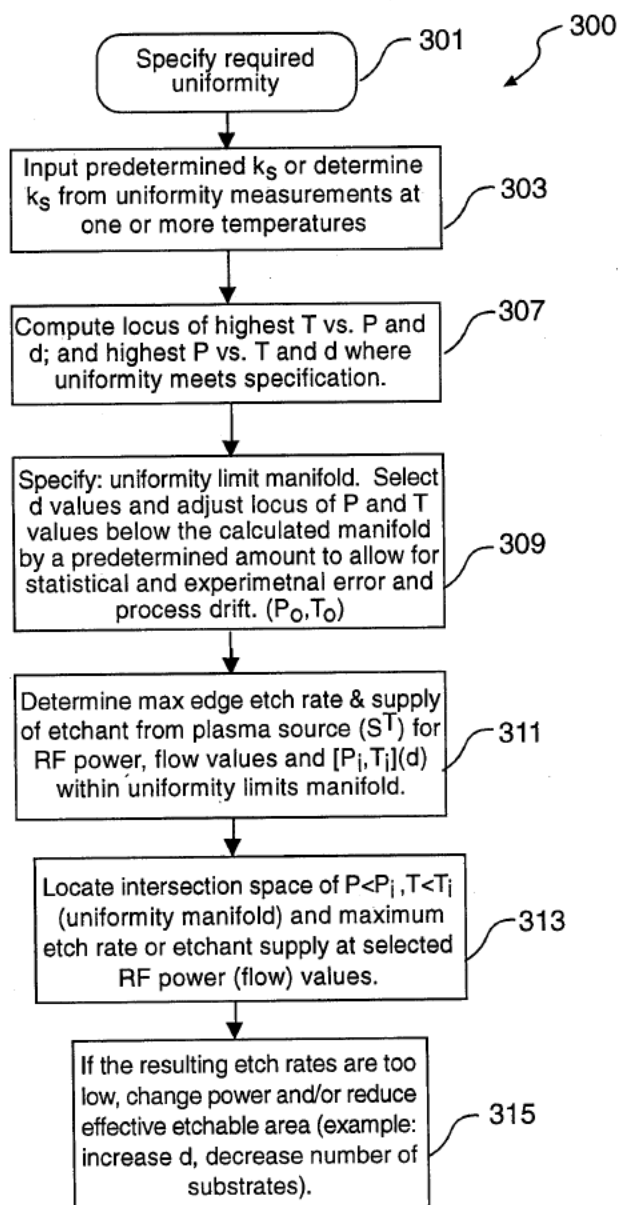 300
Specify required
uniformity
301
Input predetermined kS or determine
kS from uniformity measurements at
one or more temperatures
303
Compute locus of highest T vs. P and
d; and highest P vs. T and d where
uniformity meets specification.
307
Specify: uniformity limit manifold. Select
d values and adjust locus of P and T
values below the calculated manifold
by a predetermined amount to allow for
statistical and experimetnal error and
process drift. (PO,TO)
309
Determine max edge etch rate & supply
of etchant from plasma source (S^T) for
RF power, flow values and [Pi,Ti](d)
within uniformity limits manifold.
311
Locate intersection space of P<Pi ,T<Ti
(uniformity manifold) and maximum
etch rate or etchant supply at selected
RF power (flow) values.
313
If the resulting etch rates are too
low, change power and/or reduce
effective etchable area (example:
increase d, decrease number of
substrates).
315